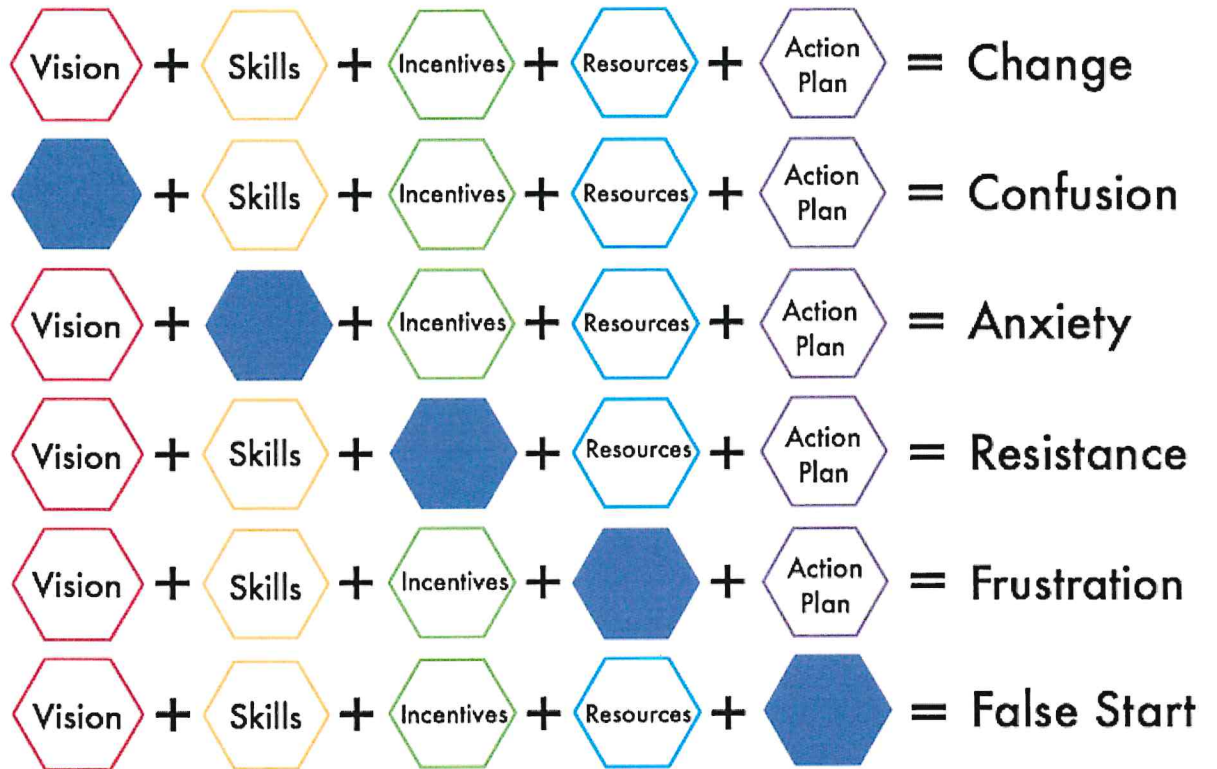 Vision + Skills + Incentives + Resources + Action Plan = Change
+ Skills + Incentives + Resources + Action Plan = Confusion
Vision + + Incentives + Resources + Action Plan = Anxiety
Vision + Skills + + Resources + Action Plan = Resistance
Vision + Skills + Incentives + + Action Plan = Frustration
Vision + Skills + Incentives + Resources + = False Start